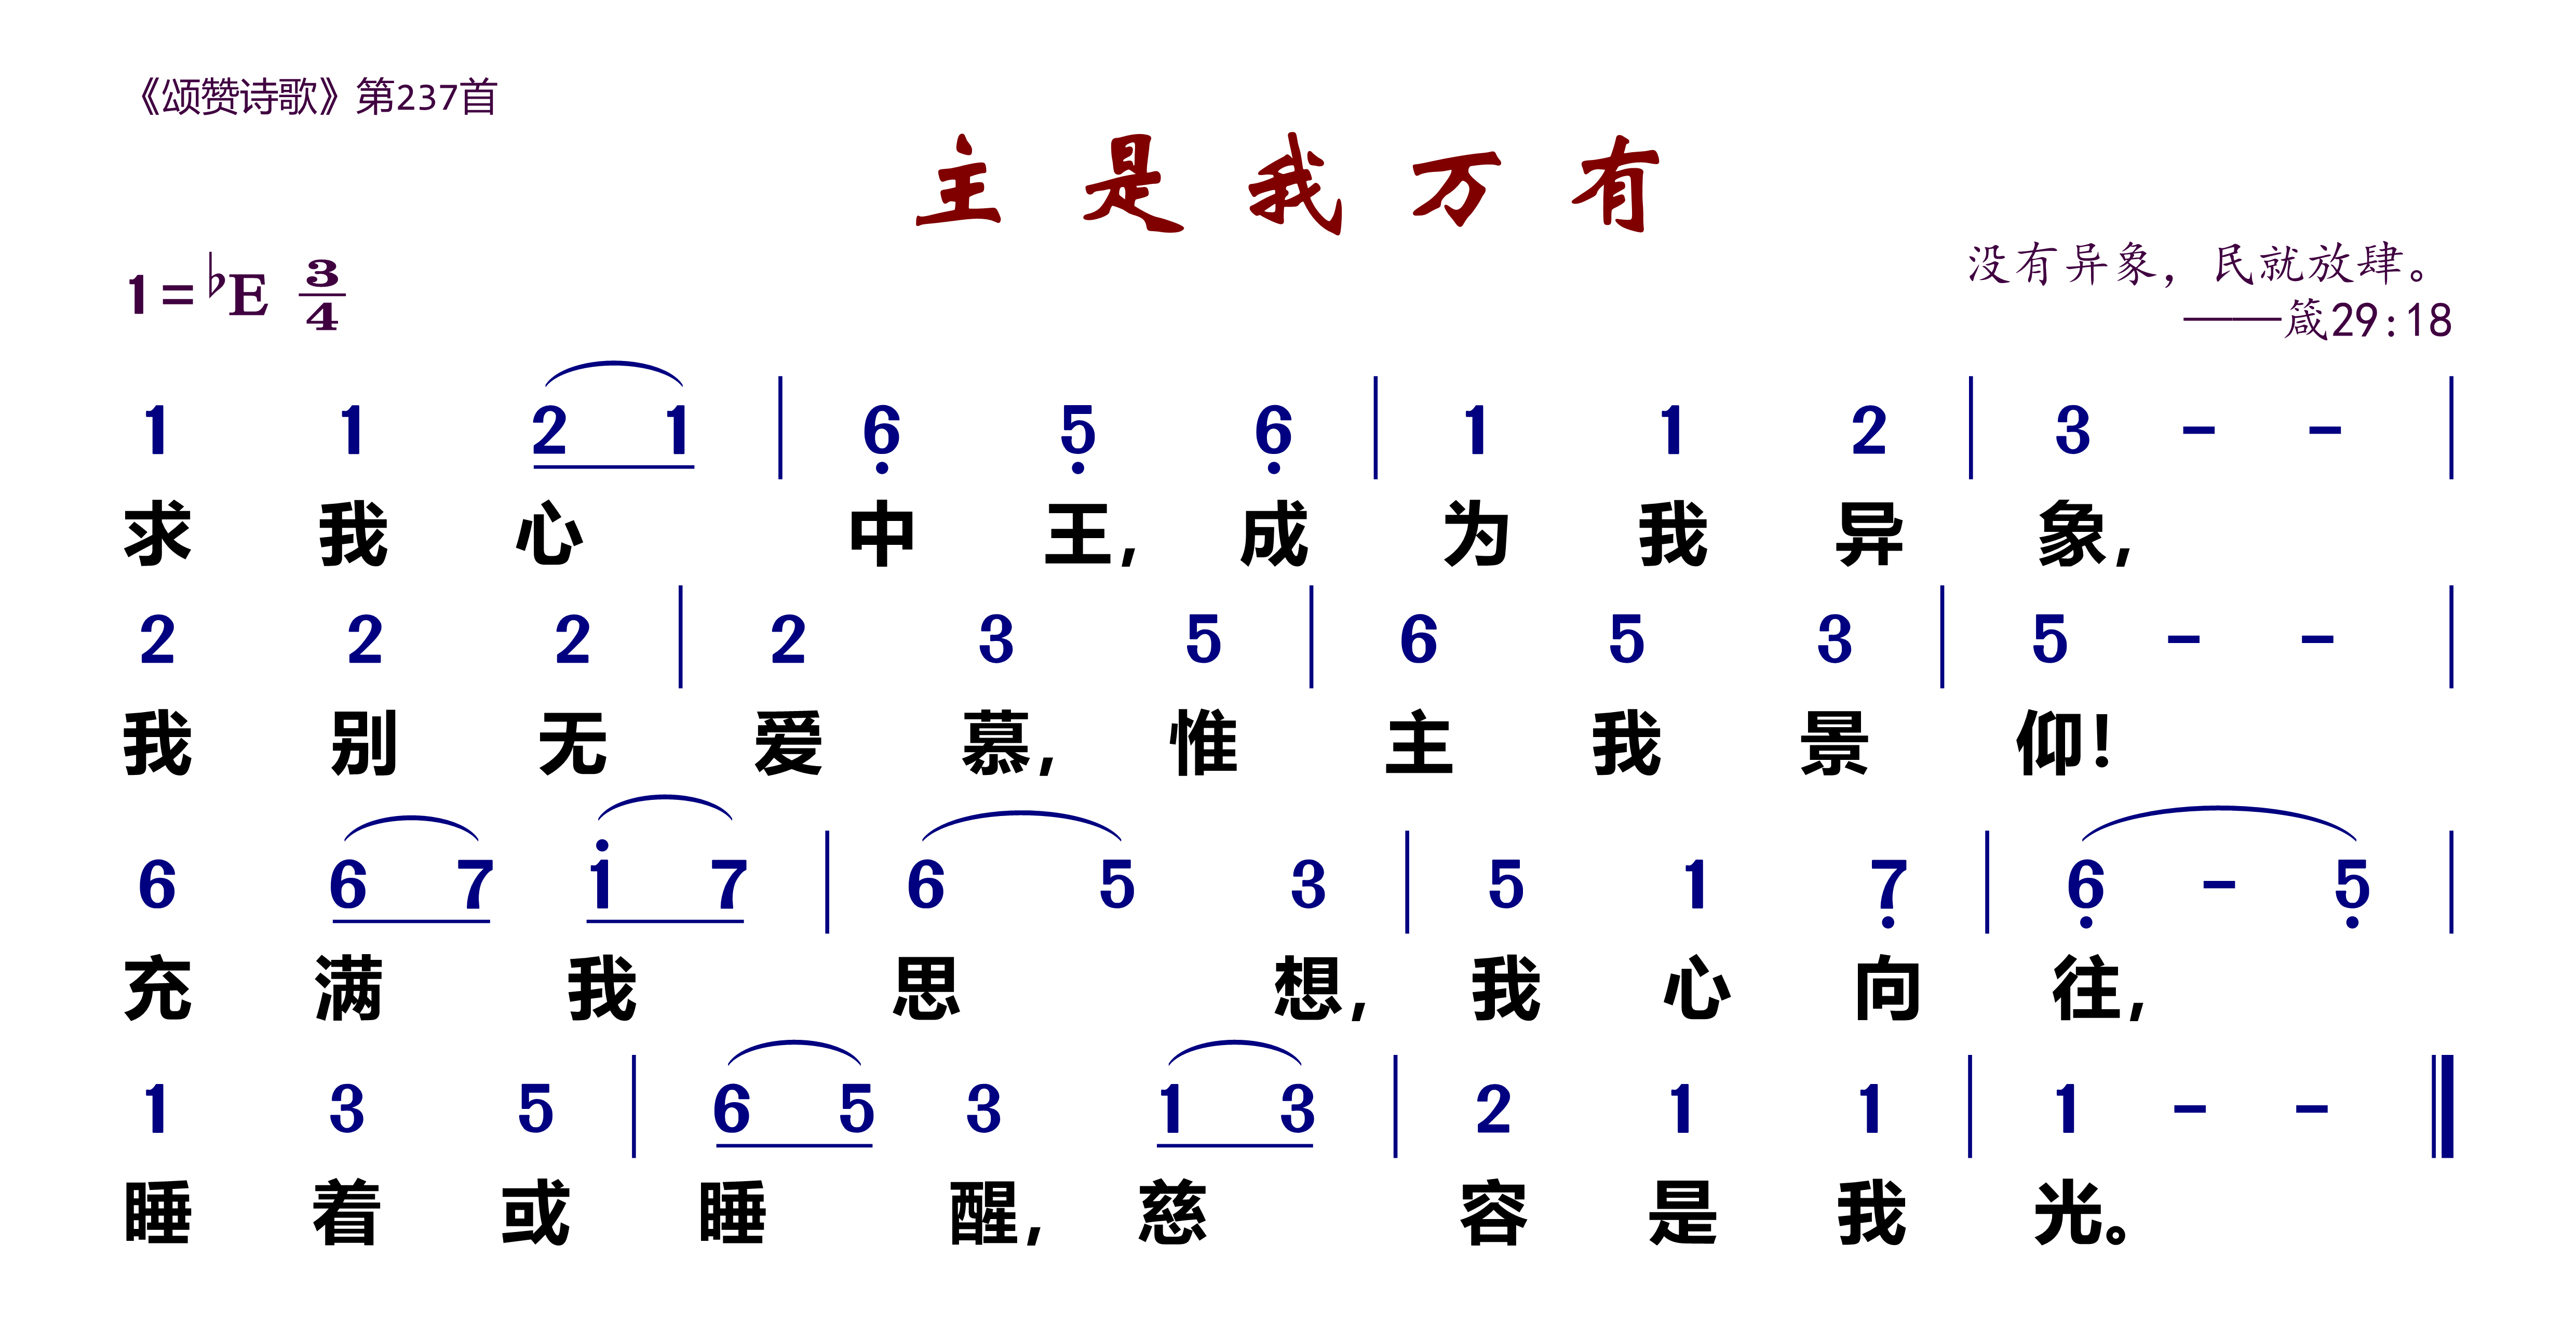 《颂赞诗歌》第237首
主是我万有
1=♭E 3/4
没有异象，民就放肆。
——箴29:18
1 1 2 1 | 6̣ 5̣ 6̣ | 1 1 2 | 3 - - |
求我心中王，成为我异象，
2 2 2 | 2 3 5 | 6 5 3 | 5 - - |
我别无爱慕，惟主我景仰！
6 6 7 1̇ 7 | 6 5 3 | 5 1 7̣ | 6̣ - 5̣ |
充满我思想，我心向往，
1 3 5 | 6 5 3 1 3 | 2 1 1 | 1 - - ‖
睡着或睡醒，慈容是我光。